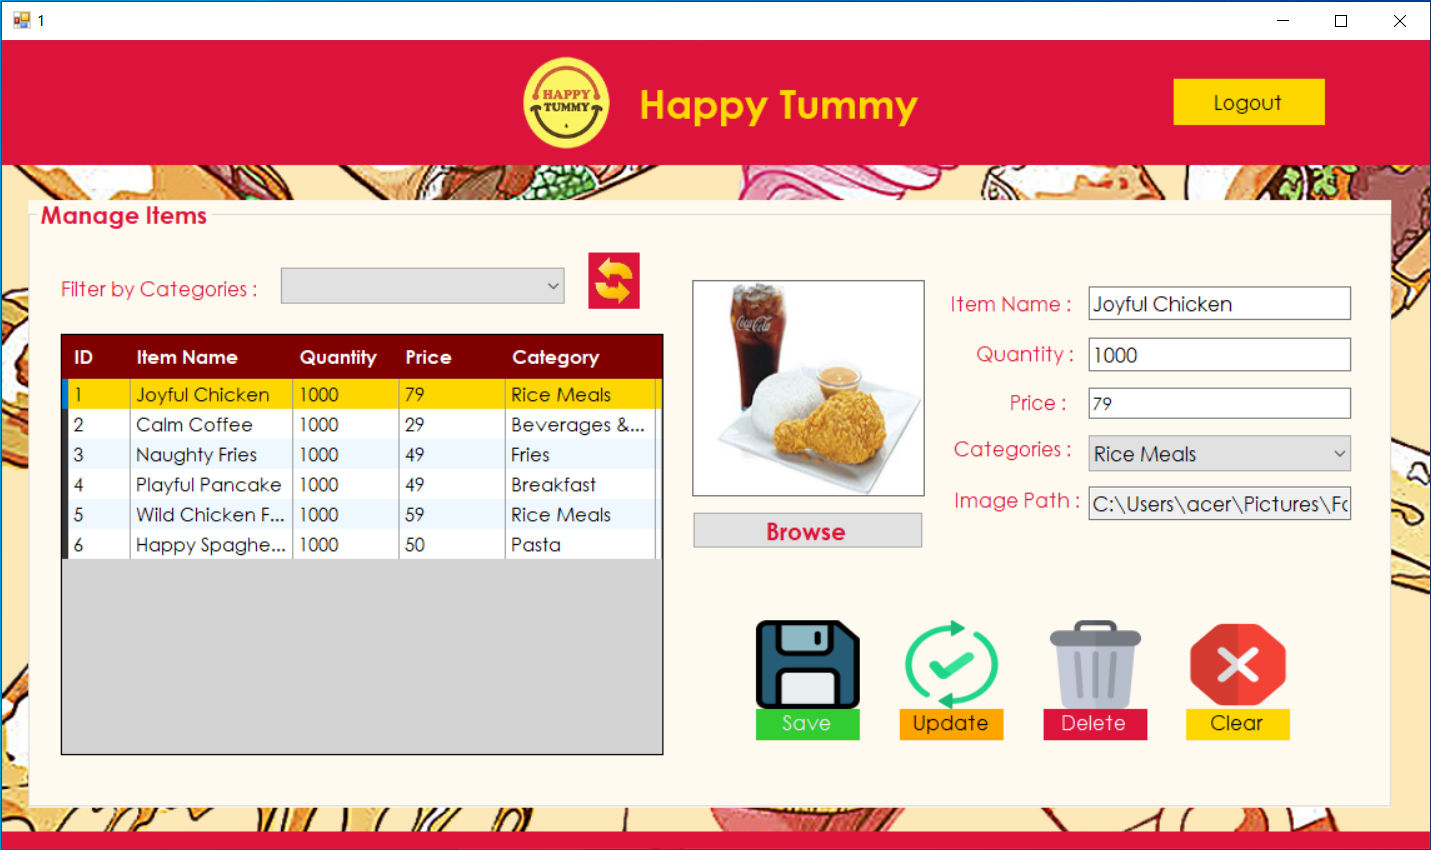 1
HAPPY
TUMMY
Happy Tummy
Logout
Manage Items
Filter by Categories :
ID Item Name Quantity Price Category
1 Joyful Chicken 1000 79 Rice Meals
2 Calm Coffee 1000 29 Beverages &...
3 Naughty Fries 1000 49 Fries
4 Playful Pancake 1000 49 Breakfast
5 Wild Chicken F... 1000 59 Rice Meals
6 Happy Spaghe... 1000 50 Pasta
Coca-Cola
Browse
Item Name : Joyful Chicken
Quantity : 1000
Price : 79
Categories : Rice Meals
Image Path : C:\Users\acer\Pictures\Fo
Save Update Delete Clear